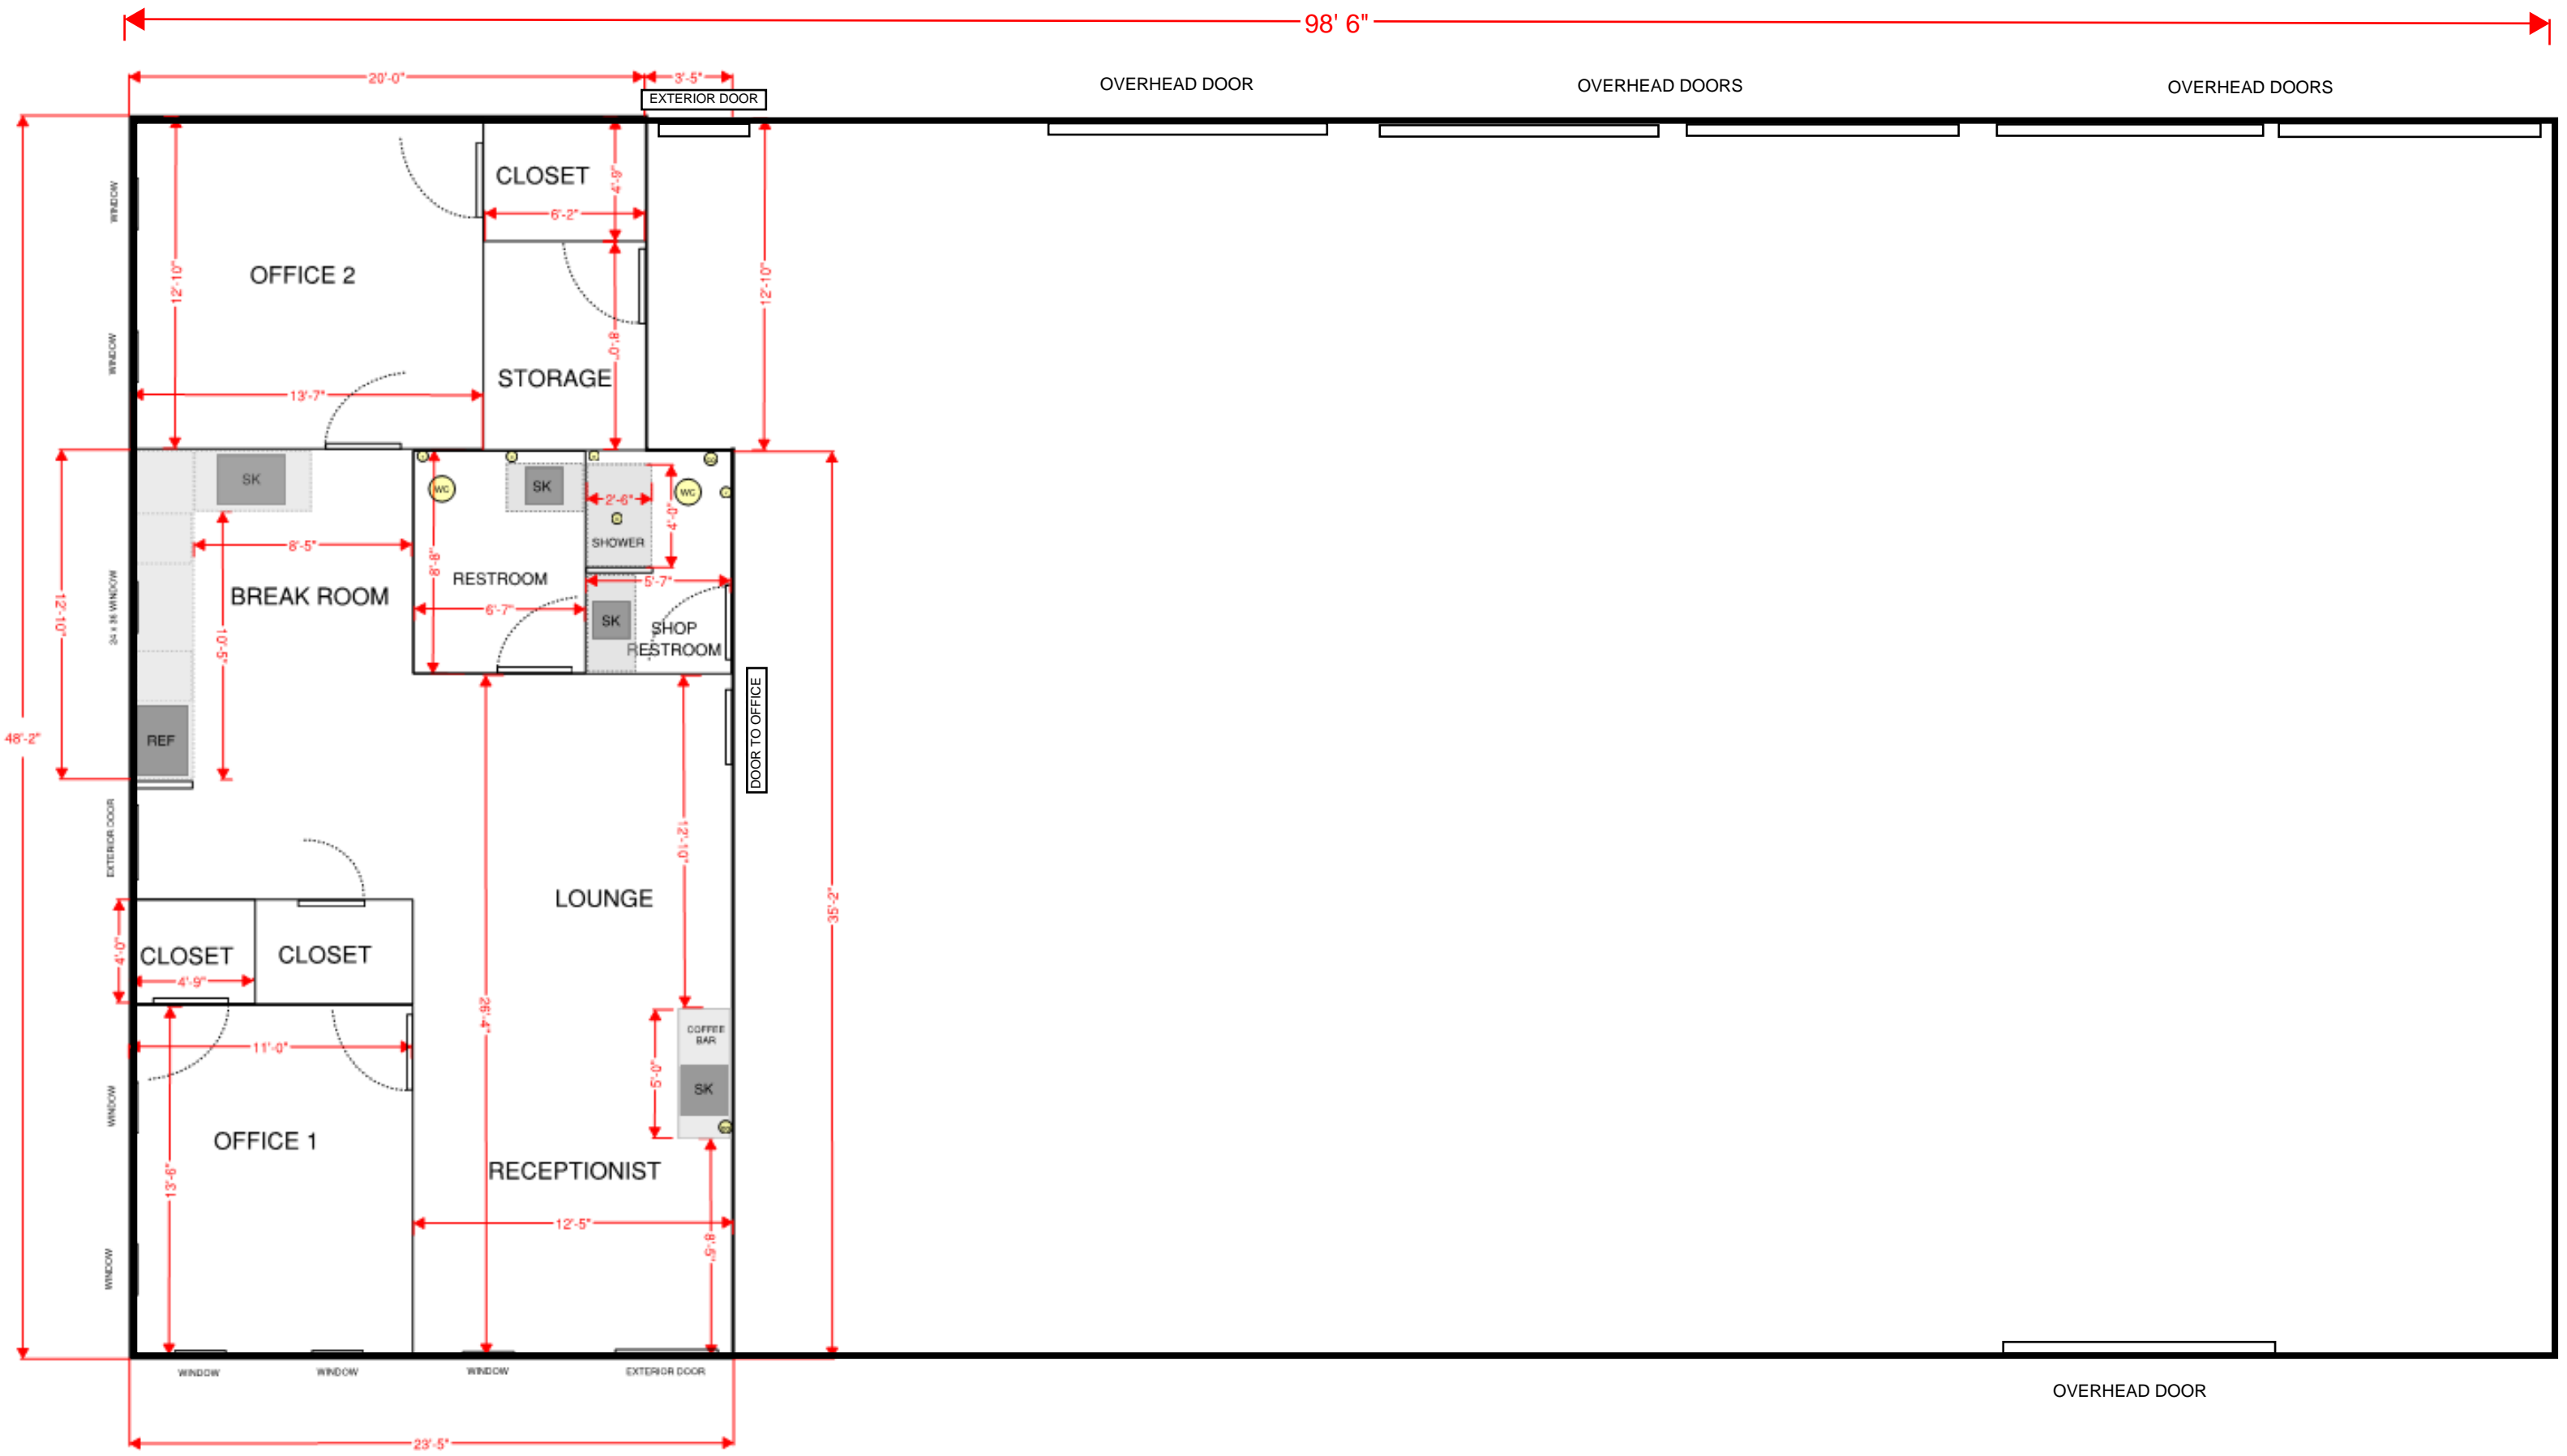 98' 6"
20'-0"
3'-5"
EXTERIOR DOOR
OVERHEAD DOOR
OVERHEAD DOORS
OVERHEAD DOORS
WINDOW
WINDOW
12'-10"
OFFICE 2
CLOSET
4'-9"
6'-2"
8'-0"
STORAGE
13'-7"
12'-10"
48'-2"
12'-10"
24 x 36 WINDOW
SK
8'-5"
BREAK ROOM
10'-5"
REF
WC
SK
8'-8"
RESTROOM
6'-7"
2'-6"
WC
4'-0"
SHOWER
5'-7"
SK
SHOP
RESTROOM
DOOR TO OFFICE
EXTERIOR DOOR
12'-10"
35'-2"
LOUNGE
4'-0"
CLOSET
CLOSET
4'-9"
26'-4"
11'-0"
COFFEE
BAR
SK
5'-0"
WINDOW
OFFICE 1
13'-6"
RECEPTIONIST
12'-5"
8'-5"
WINDOW
WINDOW
WINDOW
WINDOW
EXTERIOR DOOR
OVERHEAD DOOR
23'-5"